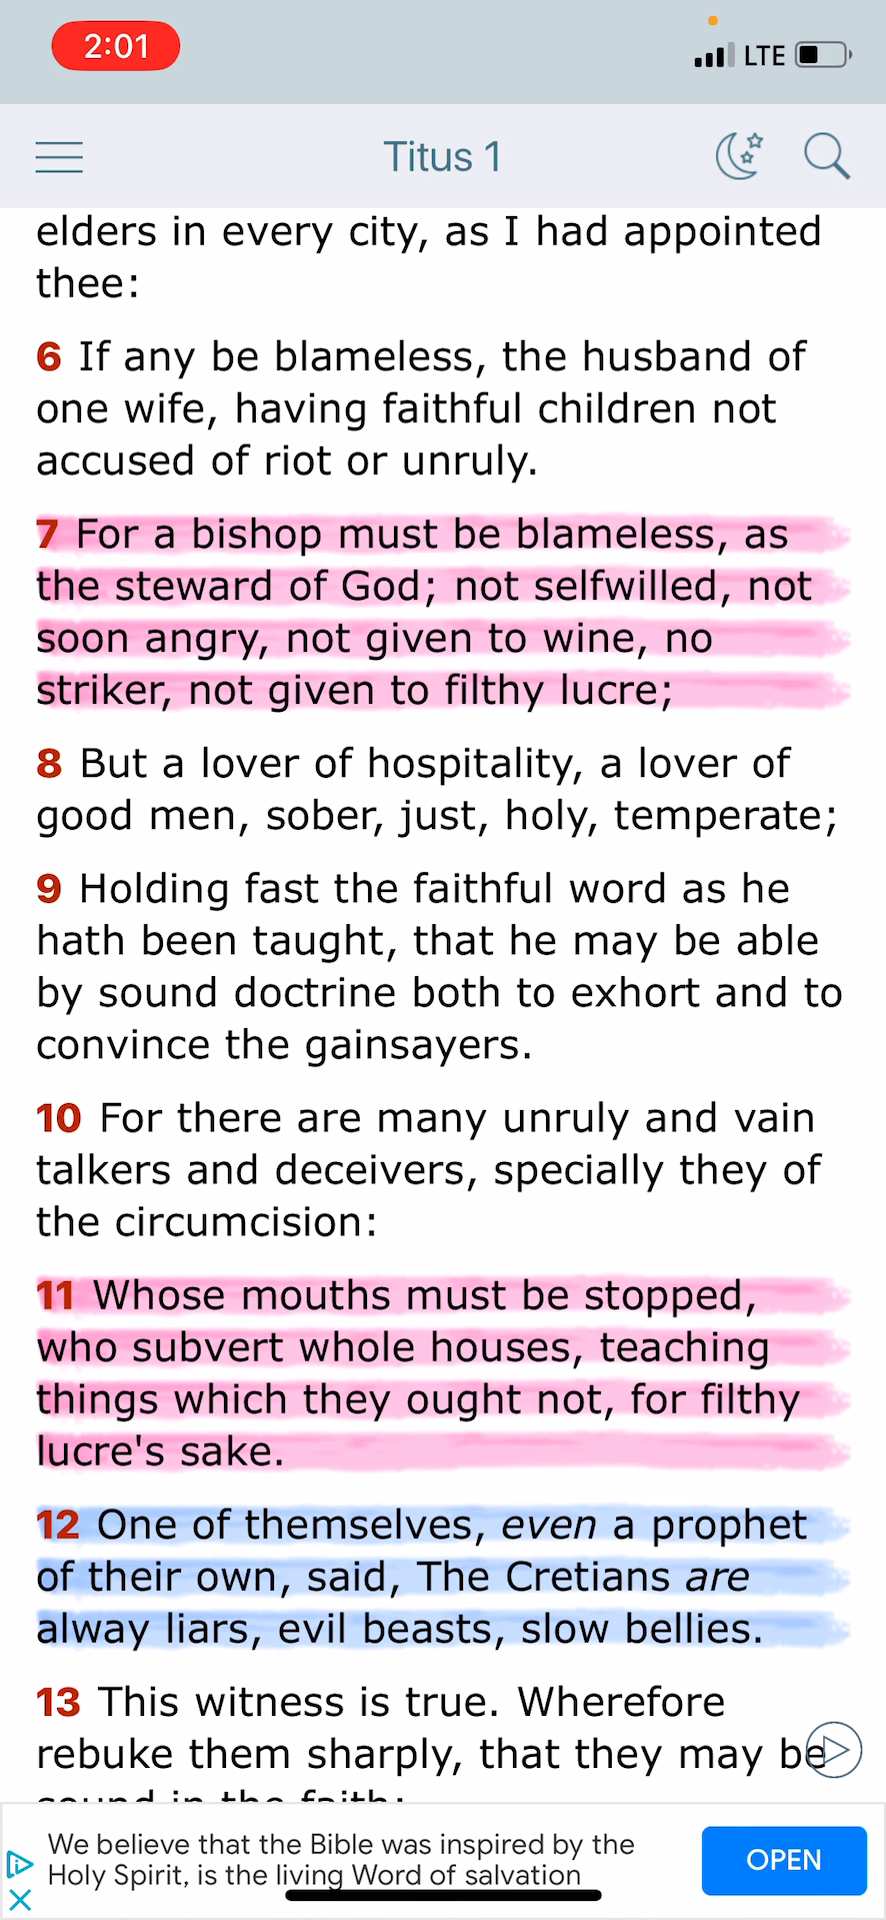 2:01
LTE
Titus 1
elders in every city, as I had appointed
thee:
6 If any be blameless, the husband of
one wife, having faithful children not
accused of riot or unruly.
7 For a bishop must be blameless, as
the steward of God; not selfwilled, not
soon angry, not given to wine, no
striker, not given to filthy lucre;
8 But a lover of hospitality, a lover of
good men, sober, just, holy, temperate;
9 Holding fast the faithful word as he
hath been taught, that he may be able
by sound doctrine both to exhort and to
convince the gainsayers.
10 For there are many unruly and vain
talkers and deceivers, specially they of
the circumcision:
11 Whose mouths must be stopped,
who subvert whole houses, teaching
things which they ought not, for filthy
lucre's sake.
12 One of themselves, even a prophet
of their own, said, The Cretians are
alway liars, evil beasts, slow bellies.
13 This witness is true. Wherefore
rebuke them sharply, that they may be
sound in the faith;
We believe that the Bible was inspired by the
Holy Spirit, is the living Word of salvation
OPEN